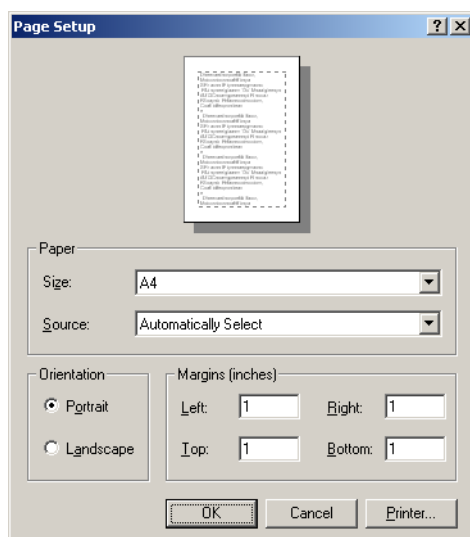 Page Setup
Paper
Size: A4
Source: Automatically Select
Orientation
Portrait
Landscape
Margins (inches)
Left: 1 Right: 1
Top: 1 Bottom: 1
OK Cancel Printer...